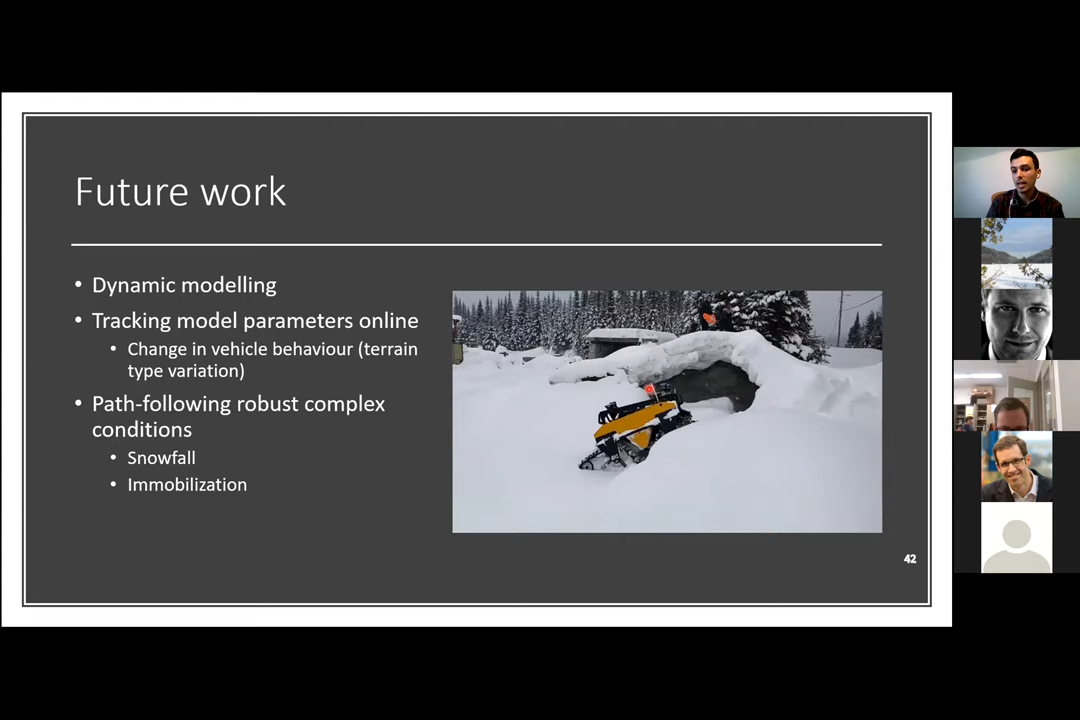 Future work
• Dynamic modelling
• Tracking model parameters online
• Change in vehicle behaviour (terrain
type variation)
• Path-following robust complex
conditions
• Snowfall
• Immobilization
42